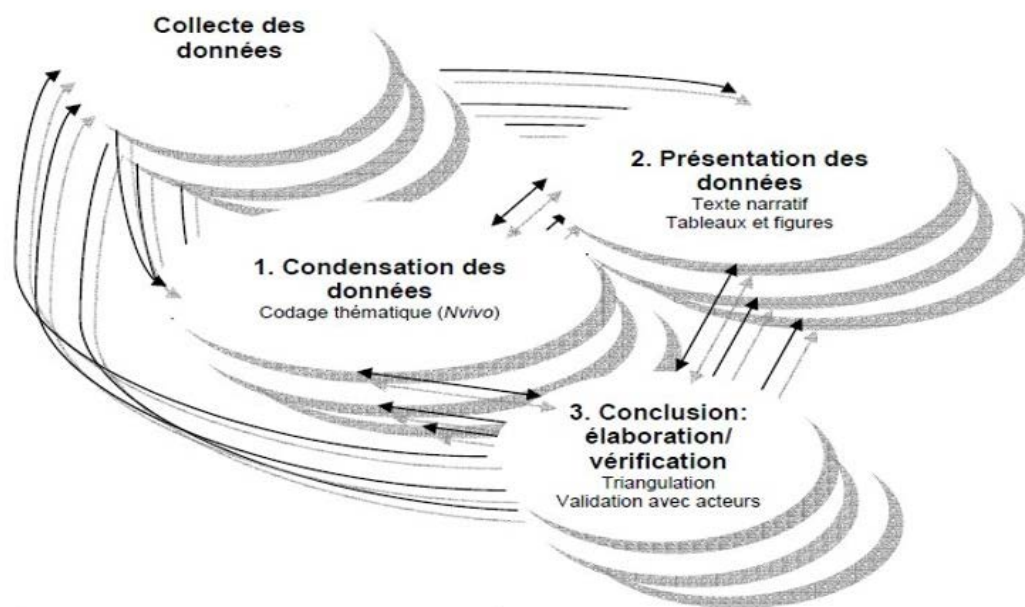 Collecte des
données
2. Présentation des
données
Texte narratif
Tableaux et figures
1. Condensation des
données
Codage thématique (Nvivo)
3. Conclusion:
élaboration/
vérification
Triangulation
Validation avec acteurs